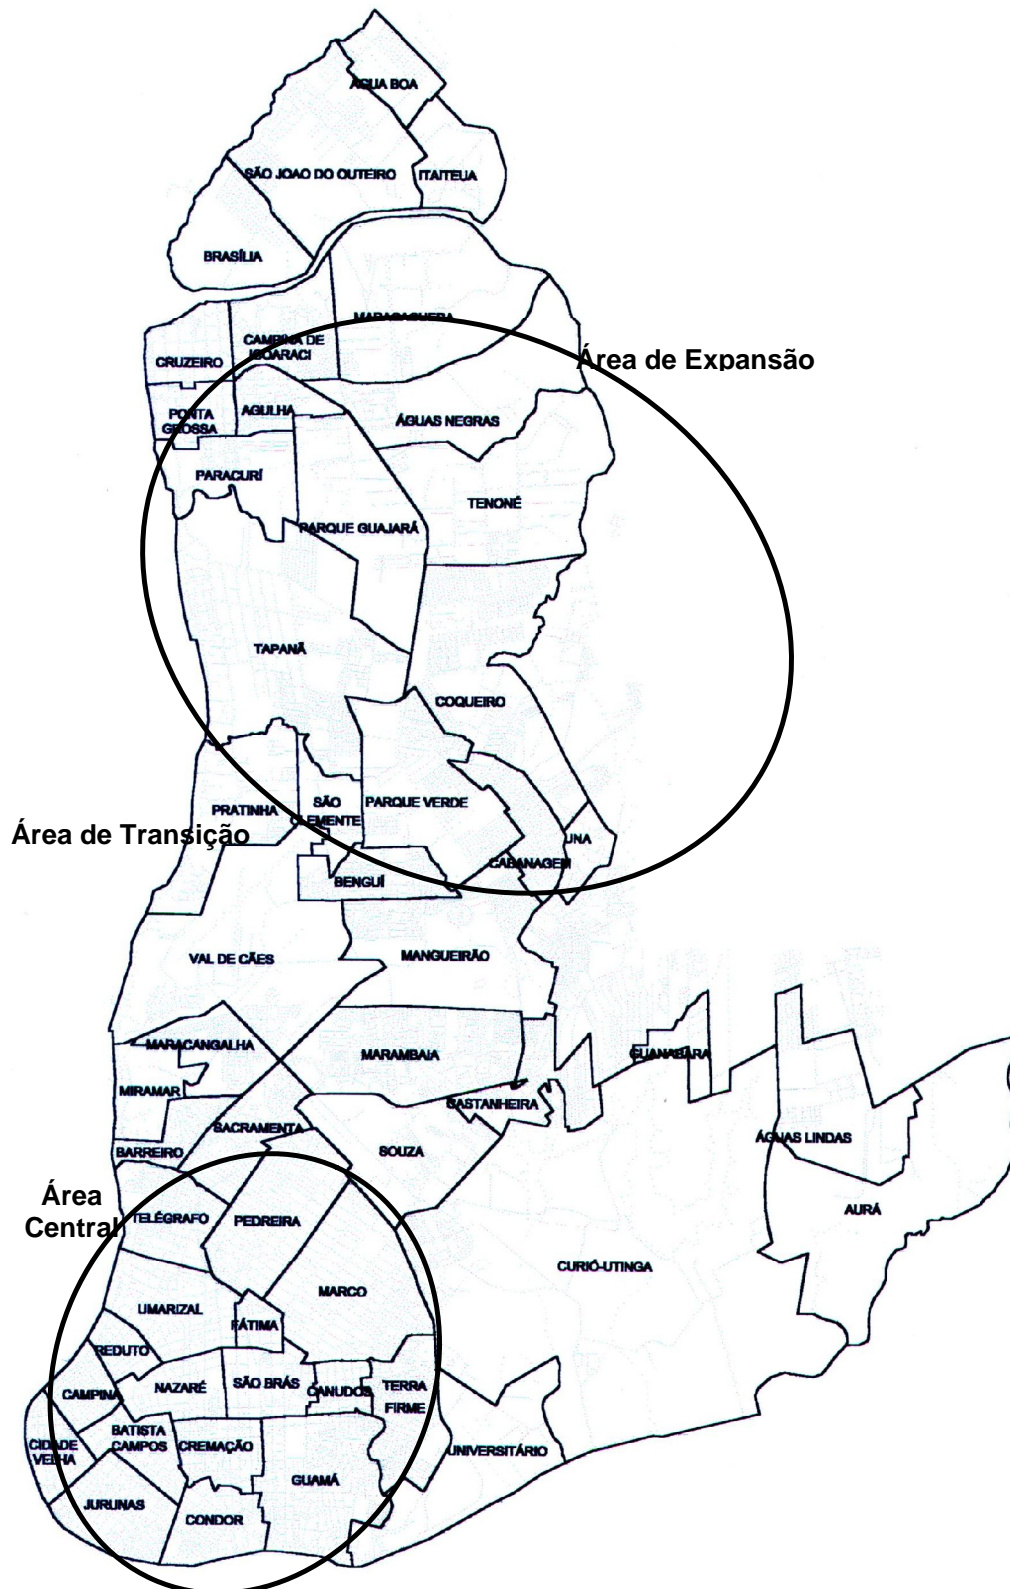 ÁGUA BOA
SÃO JOAO DO OUTEIRO
ITAITEUA
BRASÍLIA
MARACACUERA
CAMPINA DE
ICOARACI
CRUZEIRO
Área de Expansão
PONTA
GROSSA
AGULHA
ÁGUAS NEGRAS
PARACURÍ
TENONÉ
PARQUE GUAJARÁ
TAPANÃ
COQUEIRO
PRATINHA
SÃO
CLEMENTE
PARQUE VERDE
Área de Transição
UNA
CABANAGEM
BENGUÍ
VAL DE CÃES
MANGUEIRÃO
MARACANGALHA
MARAMBAIA
GUANABARA
MIRAMAR
CASTANHEIRA
SACRAMENTA
BARREIRO
SOUZA
ÁGUAS LINDAS
Área
Central
TELÉGRAFO
PEDREIRA
AURÁ
CURIÓ-UTINGA
MARCO
UMARIZAL
FÁTIMA
REDUTO
CAMPINA
NAZARÉ
SÃO BRÁS
CANUDOS
TERRA
FIRME
CIDADE
VELHA
BATISTA
CAMPOS
CREMAÇÃO
UNIVERSITÁRIO
GUAMÁ
JURUNAS
CONDOR